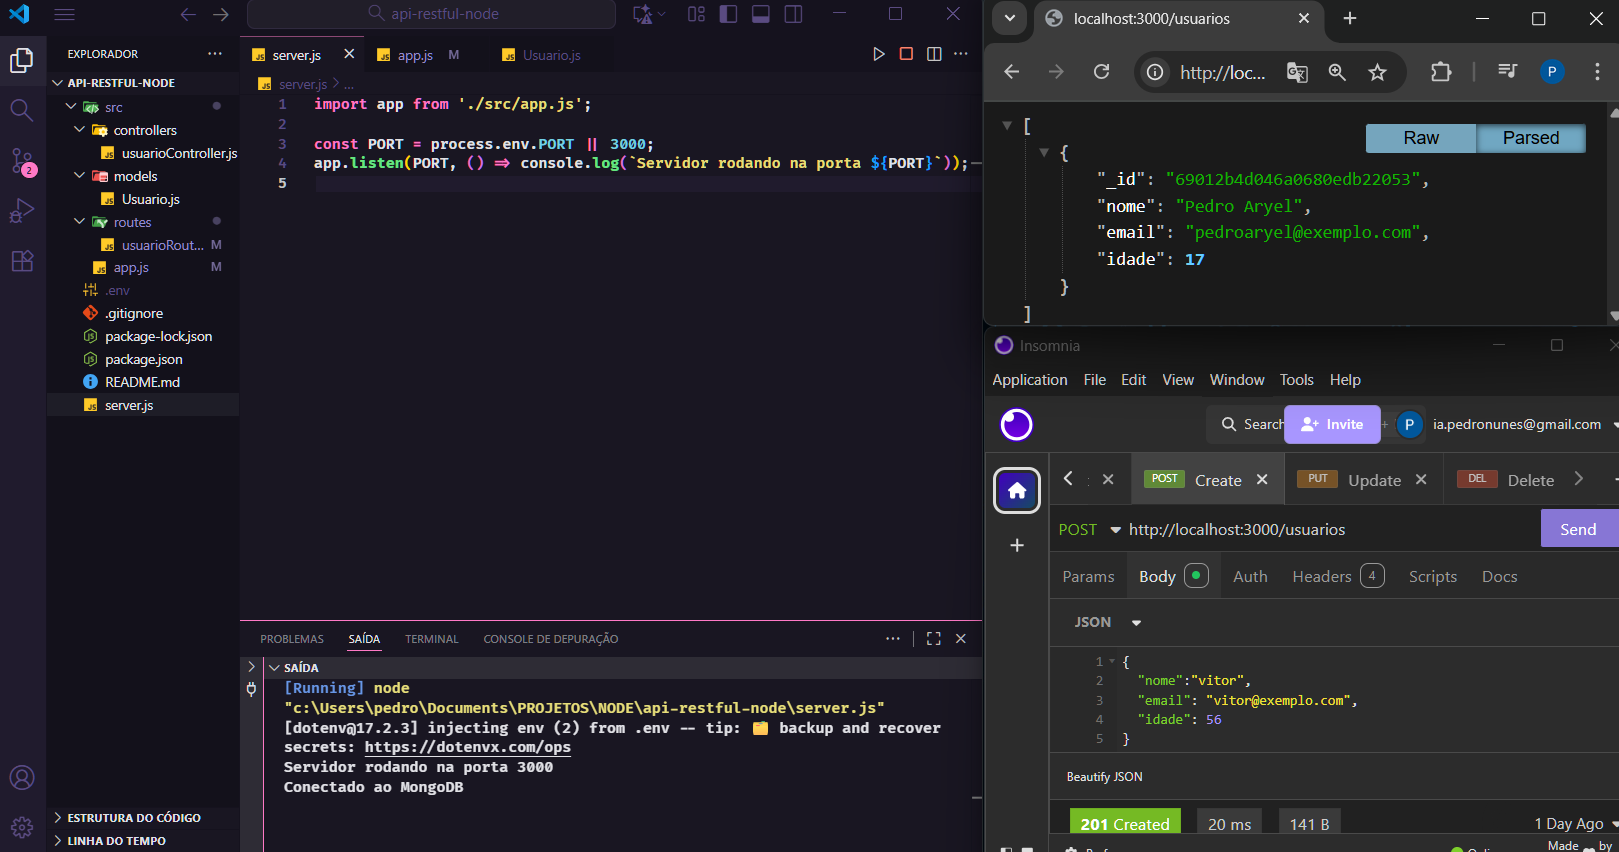 api-restful-node
EXPLORADOR
API-RESTFUL-NODE
src
controllers
usuarioController.js
models
Usuario.js
routes
usuarioRout... M
app.js M
.env
.gitignore
package-lock.json
package.json
README.md
server.js
ESTRUTURA DO CÓDIGO
LINHA DO TEMPO
2
server.js app.js M Usuario.js
server.js > ...
1 import app from './src/app.js';
2
3 const PORT = process.env.PORT || 3000;
4 app.listen(PORT, () => console.log(`Servidor rodando na porta ${PORT}`));
5
PROBLEMAS SAÍDA TERMINAL CONSOLE DE DEPURAÇÃO
SAÍDA
[Running] node
"c:\Users\pedro\Documents\PROJETOS\NODE\api-restful-node\server.js"
[dotenv@17.2.3] injecting env (2) from .env -- tip: 🗂️ backup and recover
secrets: https://dotenvx.com/ops
Servidor rodando na porta 3000
Conectado ao MongoDB
localhost:3000/usuarios
http://loc...
P
Raw Parsed
[
{
"_id": "69012b4d046a0680edb22053",
"nome": "Pedro Aryel",
"email": "pedroaryel@exemplo.com",
"idade": 17
}
]
Insomnia
Application File Edit View Window Tools Help
Search Invite + P ia.pedronunes@gmail.com
POST Create PUT Update DEL Delete
POST http://localhost:3000/usuarios Send
Params Body Auth Headers 4 Scripts Docs
JSON
1 {
2 "nome":"vitor",
3 "email": "vitor@exemplo.com",
4 "idade": 56
5 }
Beautify JSON
201 Created 20 ms 141 B 1 Day Ago
Made by